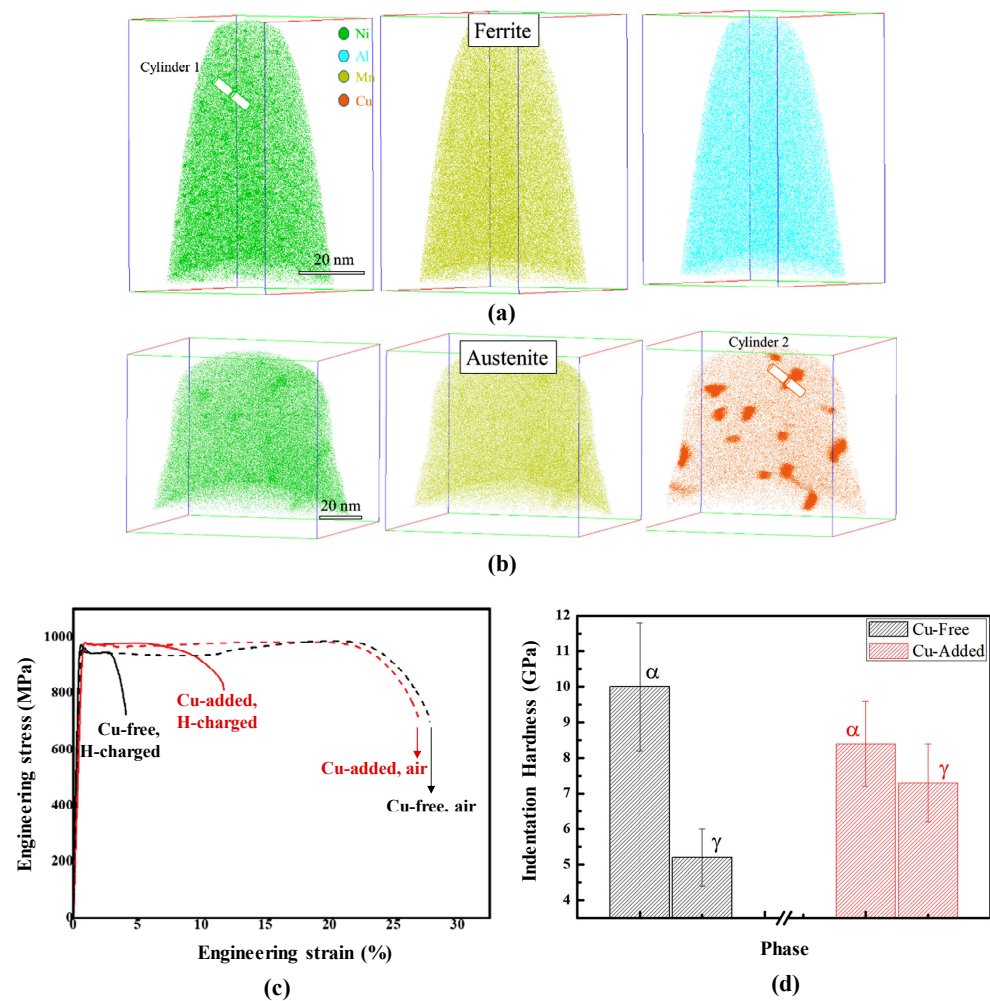 Ferrite
Ni
Al
Mn
Cu
Cylinder 1
20 nm
(a)
Austenite
Cylinder 2
20 nm
(b)
Engineering stress (MPa)
1000
800
600
400
200
0
0
5
10
15
20
25
30
Cu-free,
H-charged
Cu-added,
H-charged
Cu-added, air
Cu-free, air
Engineering strain (%)
(c)
Indentation Hardness (GPa)
12
11
10
9
8
7
6
5
4
Cu-Free
Cu-Added
α
γ
α
γ
Phase
(d)